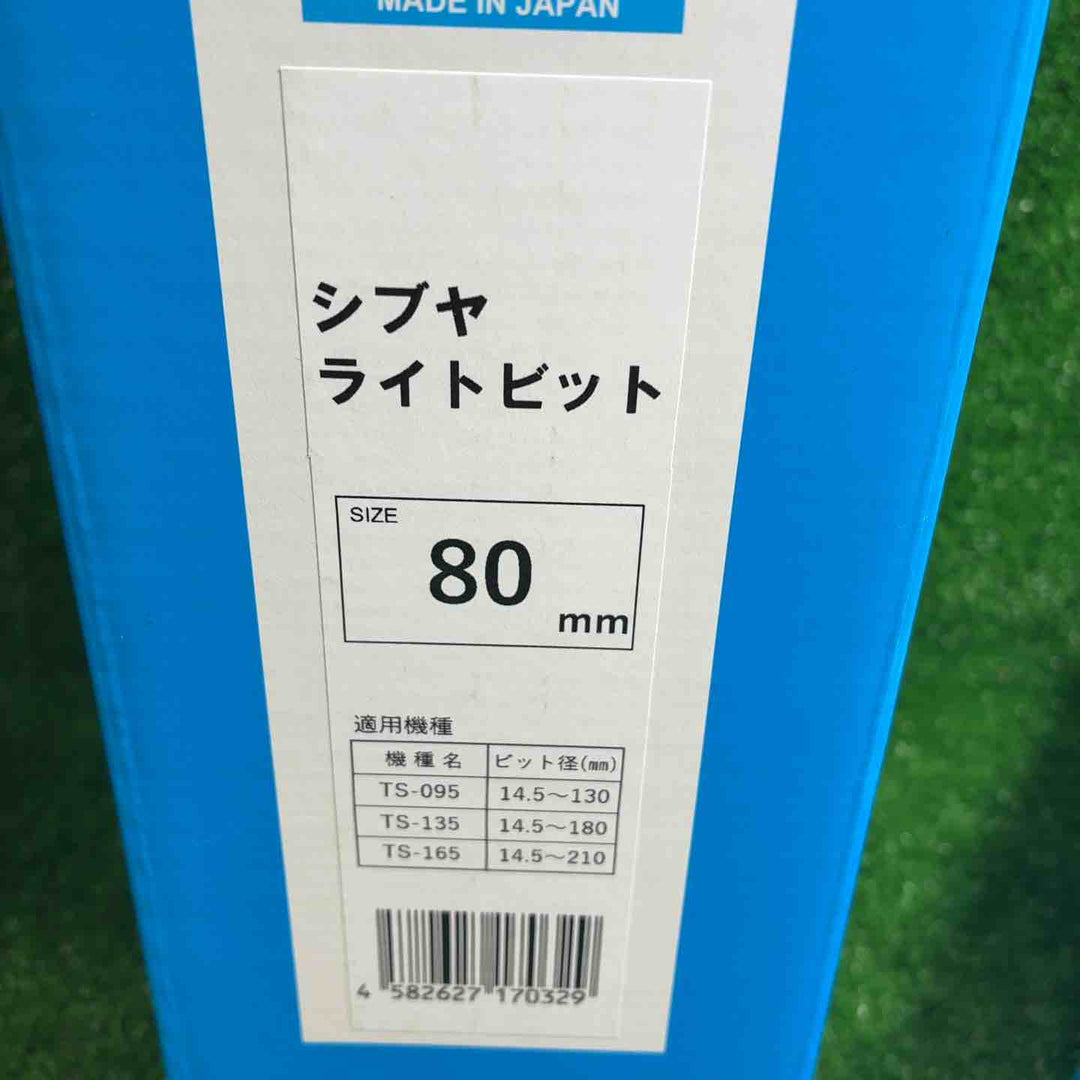 MADE IN JAPAN
シブヤ
ライトビット
SIZE
80
mm
適用機種
機種名 ビット径(㎜)
TS-095 14.5～130
TS-135 14.5～180
TS-165 14.5～210
4 582627 170329